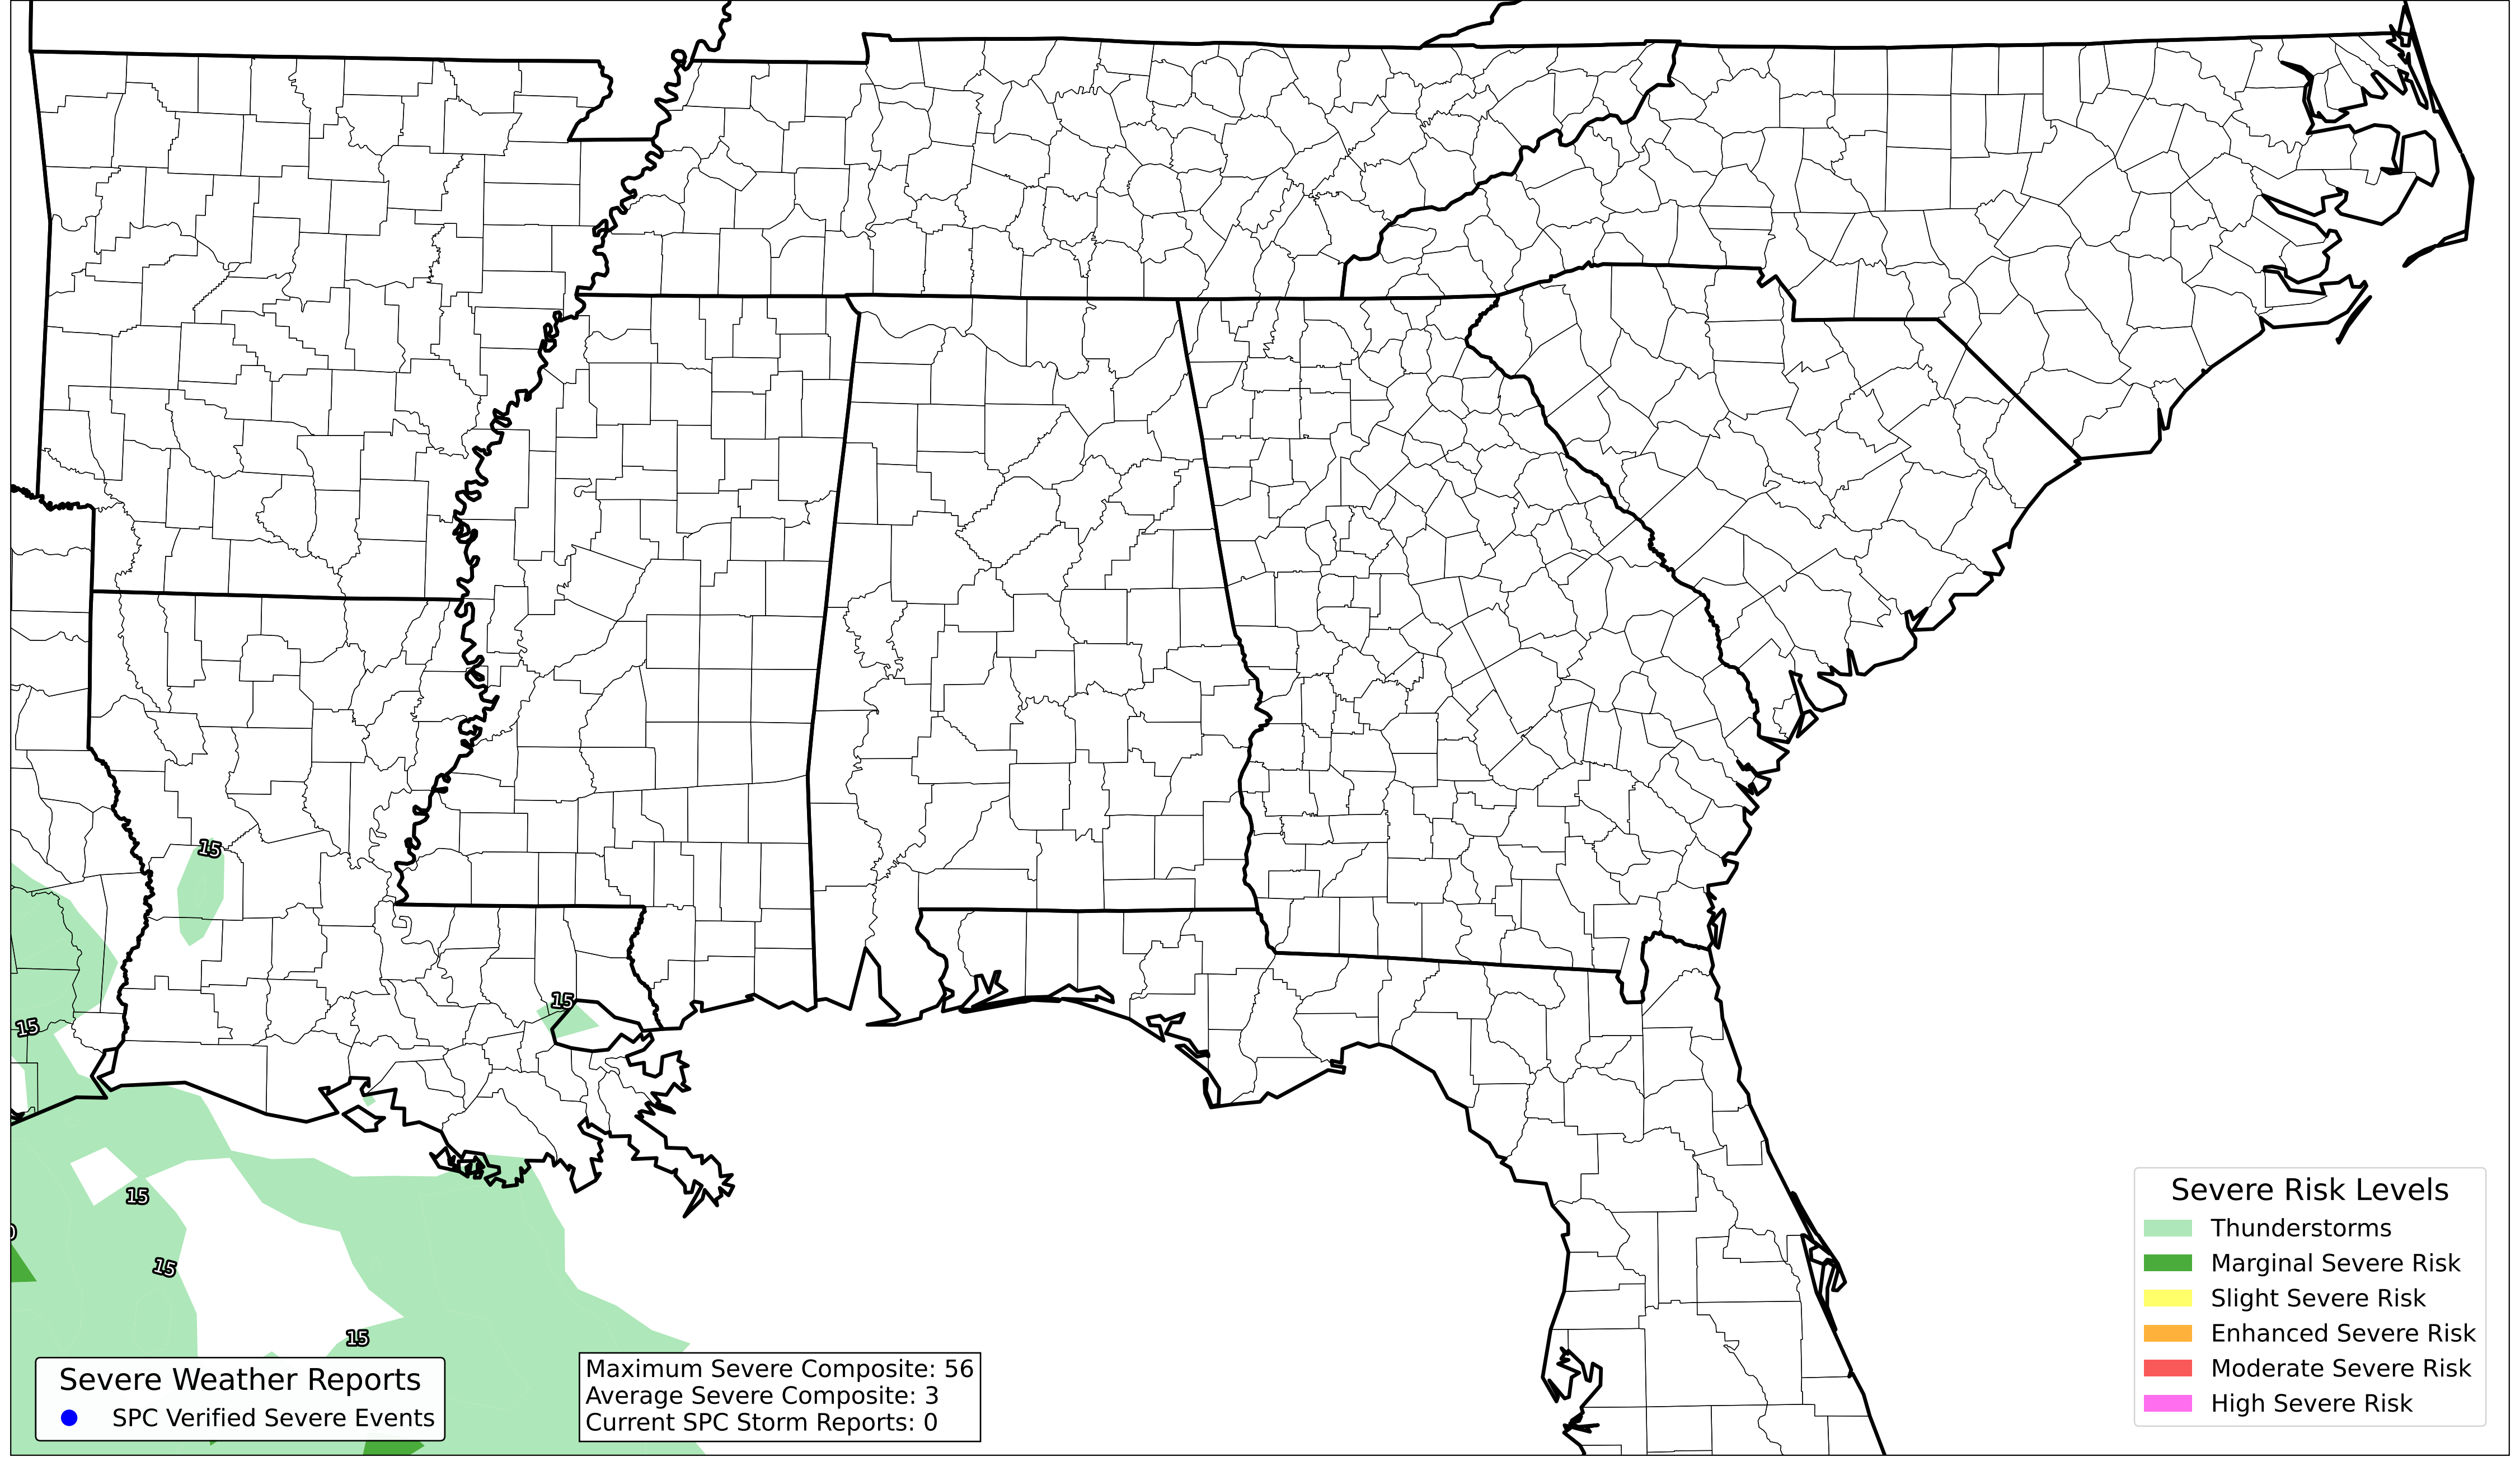 15
15
15
15
15
15
Severe Weather Reports
SPC Verified Severe Events
Maximum Severe Composite: 56
Average Severe Composite: 3
Current SPC Storm Reports: 0
Severe Risk Levels
Thunderstorms
Marginal Severe Risk
Slight Severe Risk
Enhanced Severe Risk
Moderate Severe Risk
High Severe Risk